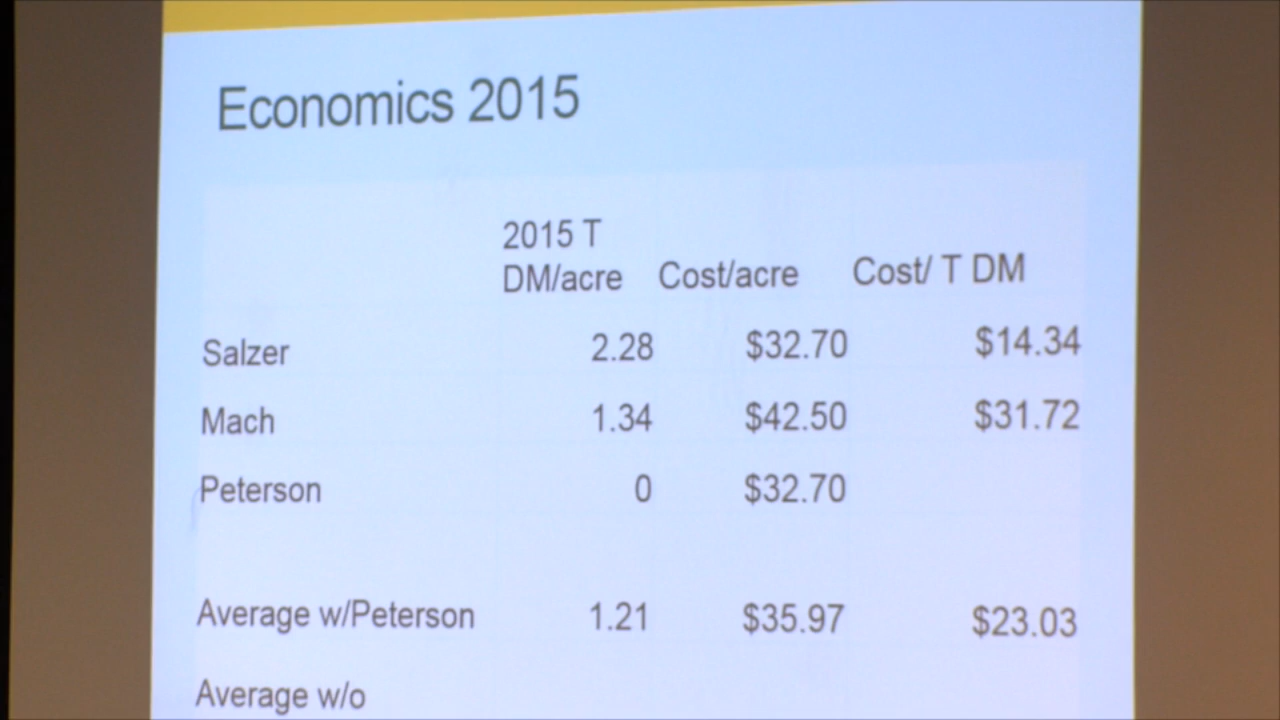 Economics 2015
2015 T
DM/acre Cost/acre Cost/ T DM
Salzer 2.28 $32.70 $14.34
Mach 1.34 $42.50 $31.72
Peterson 0 $32.70
Average w/Peterson 1.21 $35.97 $23.03
Average w/o